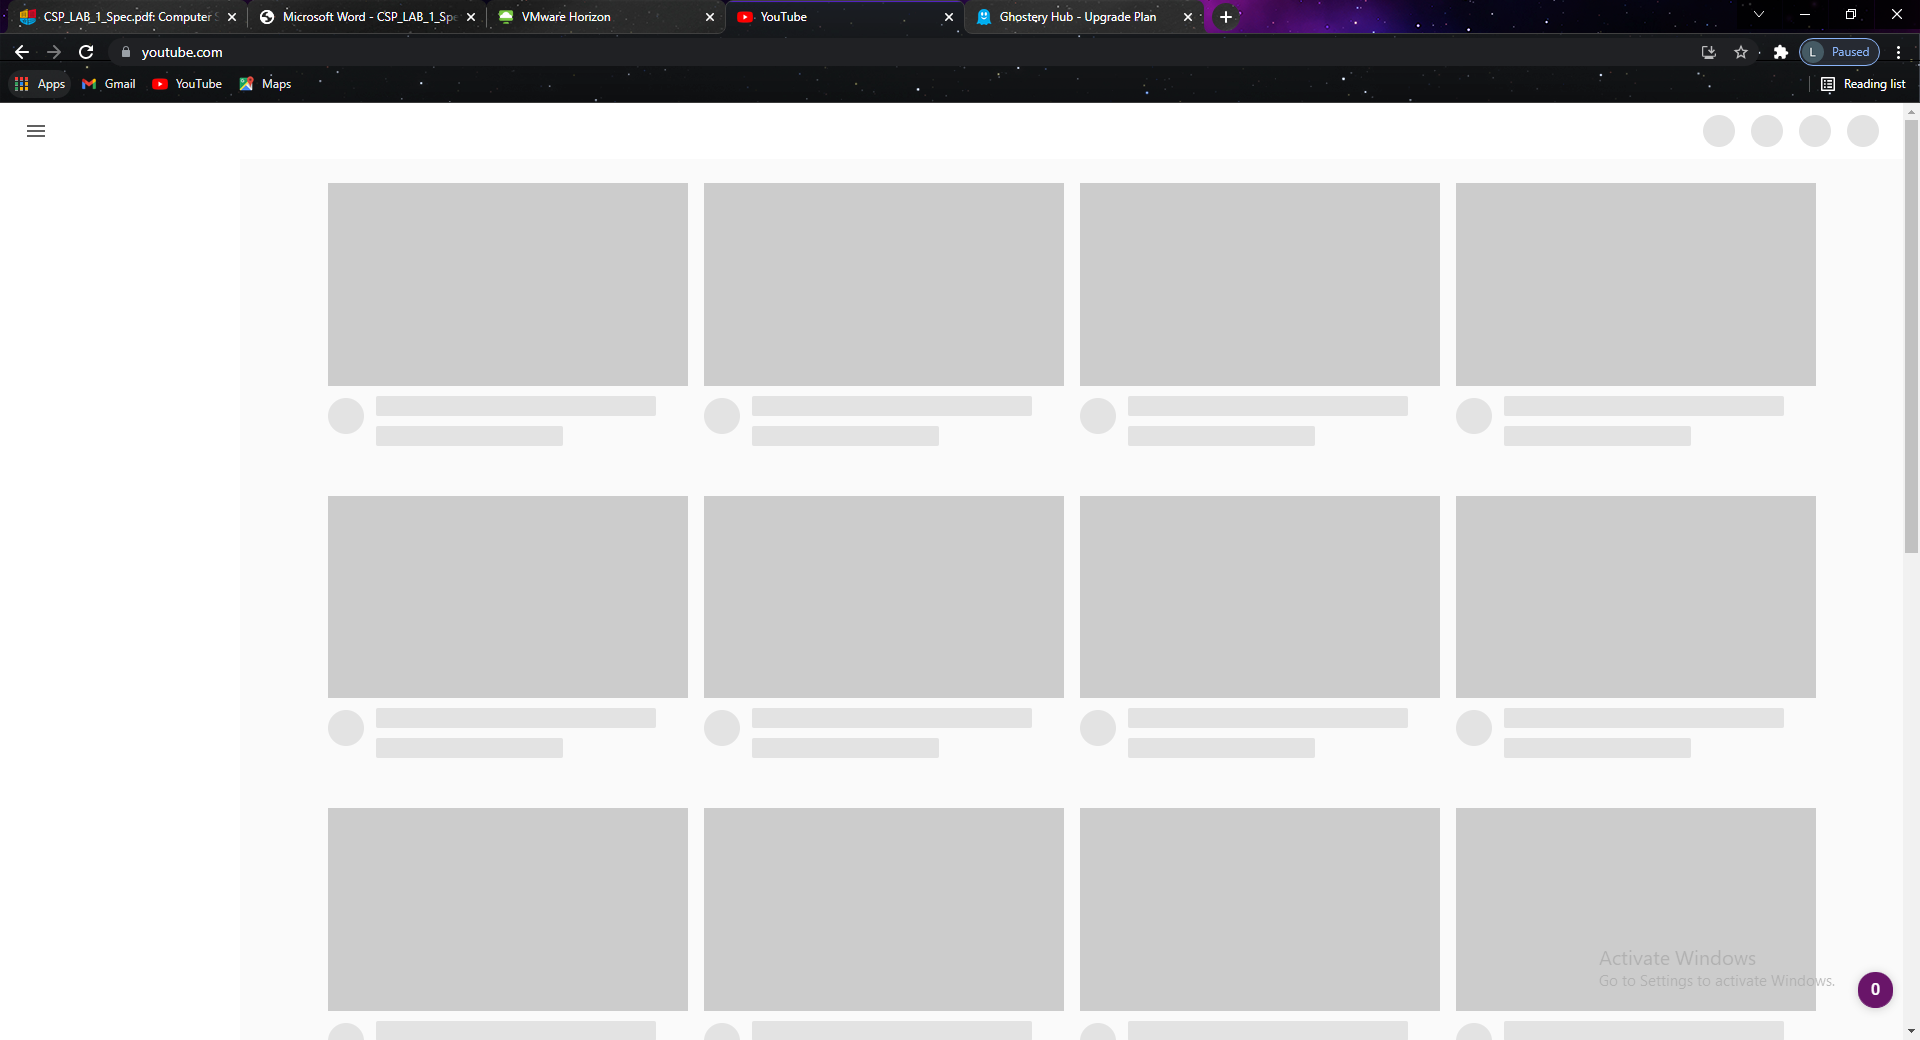 CSP_LAB_1_Spec.pdf: Computer S
Microsoft Word - CSP_LAB_1_Spe
VMware Horizon
YouTube
Ghostery Hub - Upgrade Plan
youtube.com
L Paused
Apps
Gmail
YouTube
Maps
Reading list
Activate Windows
Go to Settings to activate Windows.
0